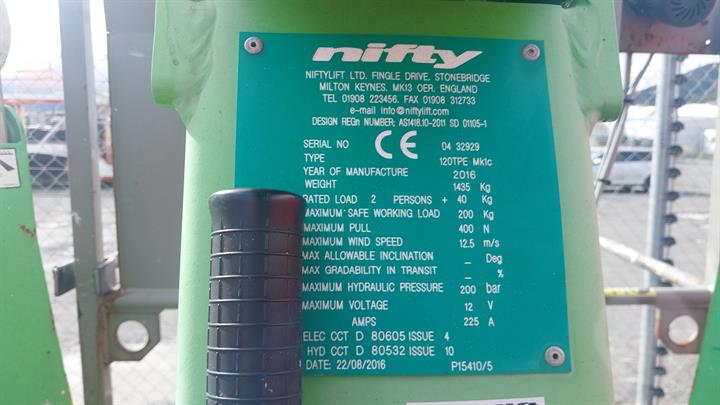 nifty
NIFTYLIFT LTD. FINGLE DRIVE, STONEBRIDGE
MILTON KEYNES. MK13 OER. ENGLAND
TEL 01908 223456. FAX 01908 312733
e-mail info@niftylift.com
DESIGN REGn NUMBER; AS1418.10-2011 SD 01105-1
SERIAL NO CE 04 32929
TYPE 120TPE Mk1c
YEAR OF MANUFACTURE 2016
WEIGHT 1435 Kg
RATED LOAD 2 PERSONS + 40 Kg
MAXIMUM SAFE WORKING LOAD 200 Kg
MAXIMUM PULL 400 N
MAXIMUM WIND SPEED 12.5 m/s
MAX ALLOWABLE INCLINATION _ Deg
MAX GRADABILITY IN TRANSIT _ %
MAXIMUM HYDRAULIC PRESSURE 200 bar
MAXIMUM VOLTAGE 12 V
AMPS 225 A
ELEC CCT D 80605 ISSUE 4
HYD CCT D 80532 ISSUE 10
DATE: 22/08/2016 P15410/5